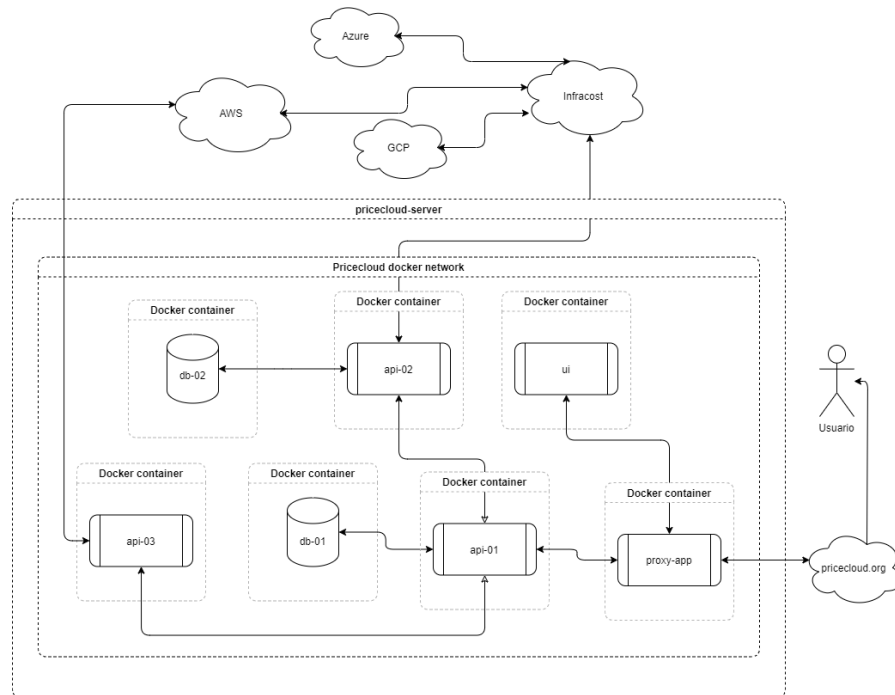 Azure
Infracost
AWS
GCP
pricecloud-server
Pricecloud docker network
Docker container
Docker container
Docker container
db-02
api-02
ui
Usuario
Docker container
Docker container
Docker container
Docker container
api-03
db-01
api-01
proxy-app
pricecloud.org